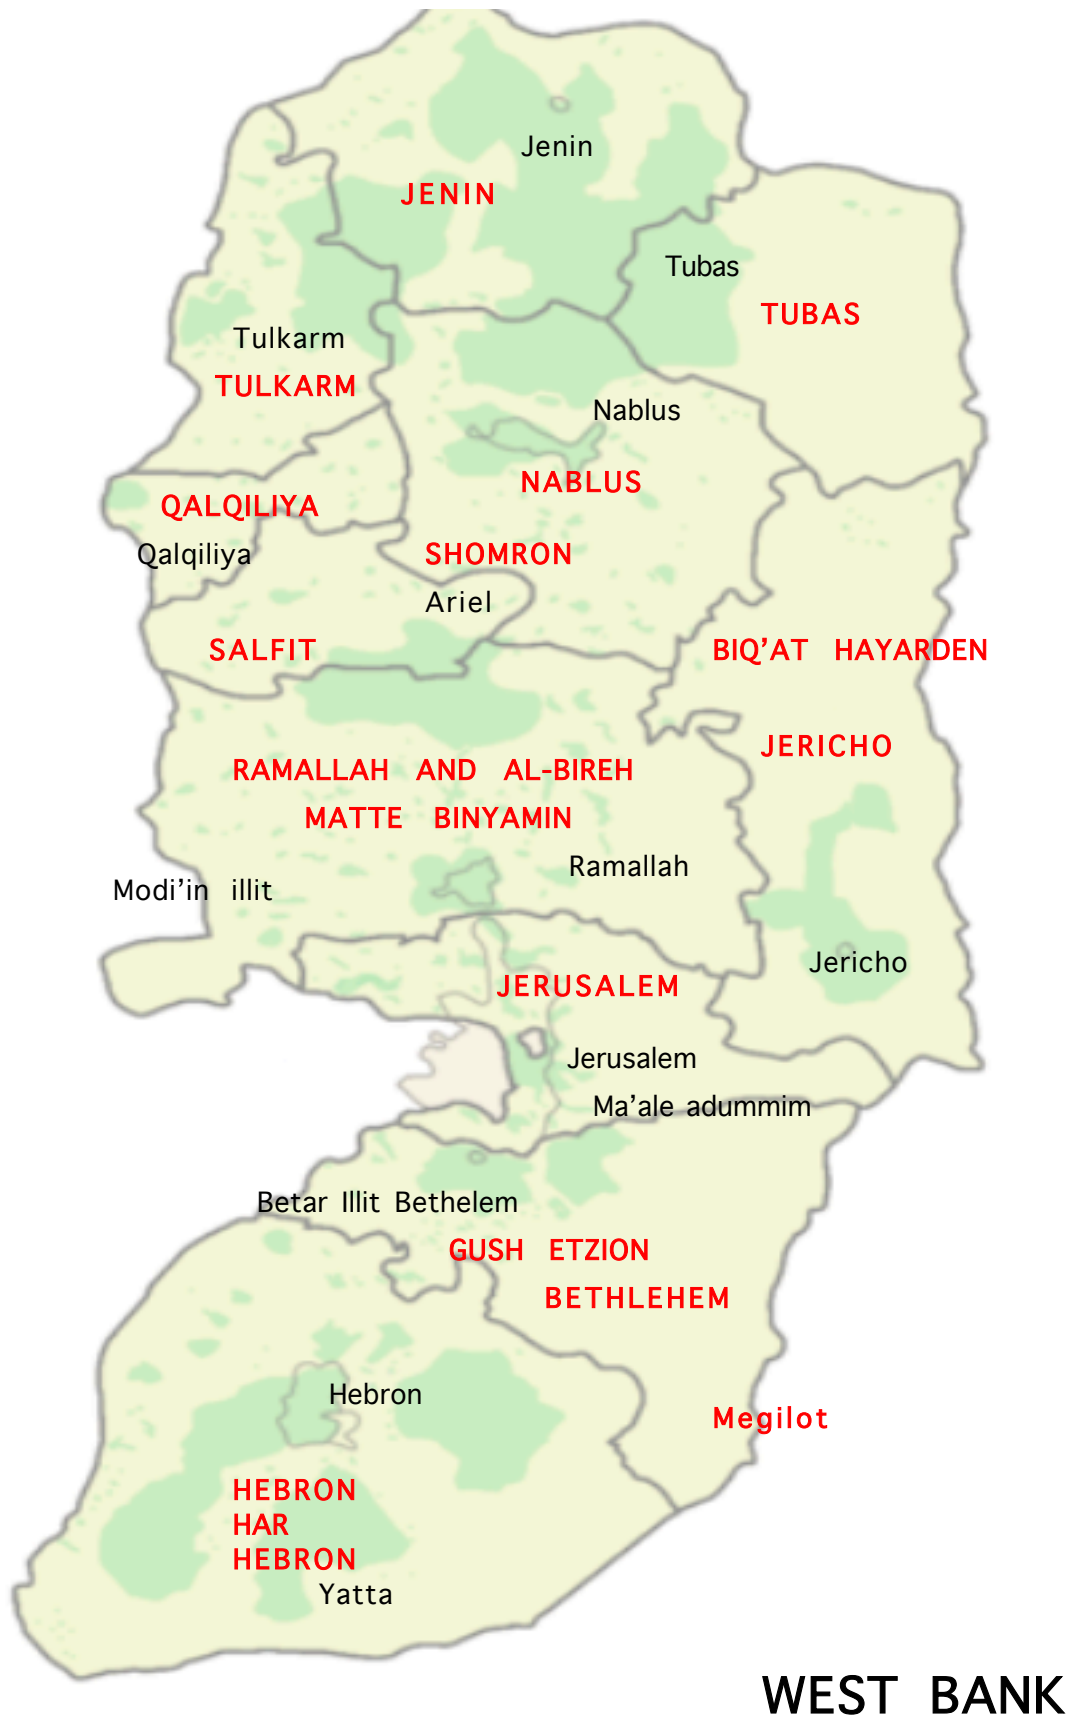 Jenin
JENIN
Tubas
TUBAS
Tulkarm
TULKARM
Nablus
NABLUS
QALQILIYA
Qalqiliya
SHOMRON
Ariel
SALFIT
BIQ’AT HAYARDEN
JERICHO
RAMALLAH AND AL-BIREH
MATTE BINYAMIN
Ramallah
Modi’in illit
Jericho
JERUSALEM
Jerusalem
Ma’ale adummim
Betar Illit Bethelem
GUSH ETZION
BETHLEHEM
Hebron
Megilot
HEBRON
HAR
HEBRON
Yatta
WEST BANK